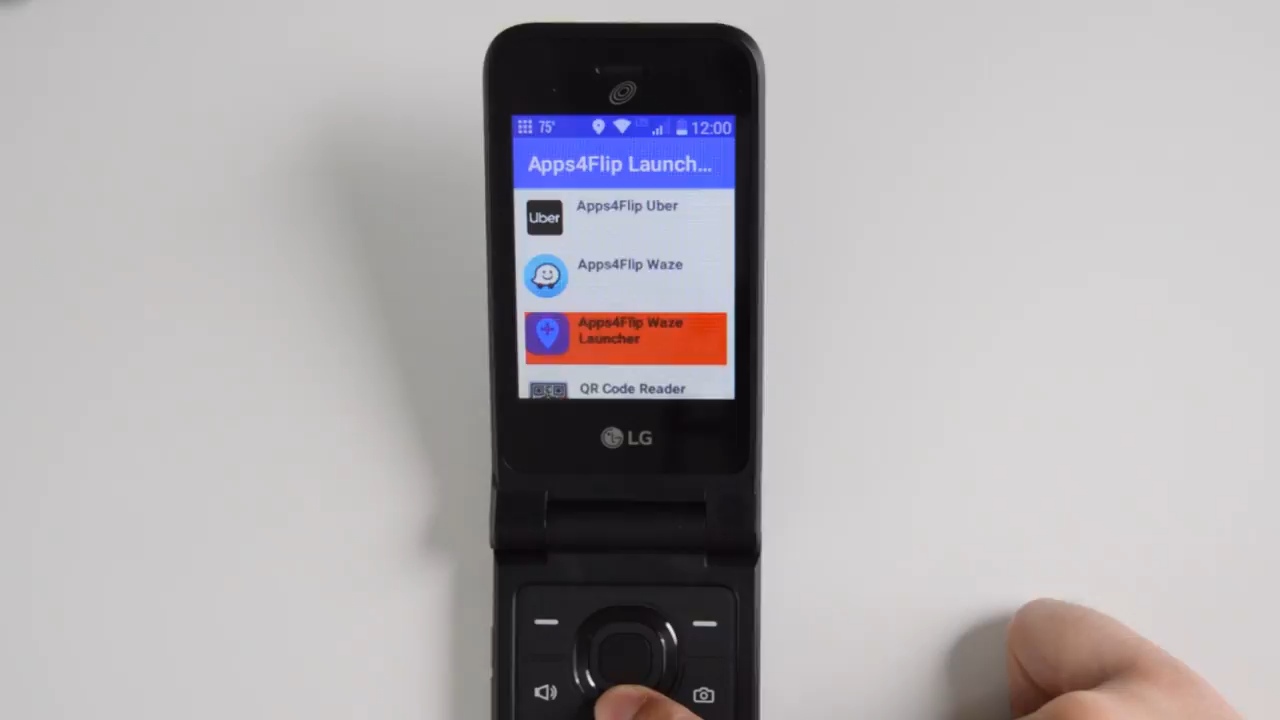 75°
12:00
Apps4Flip Launch...
Uber
Apps4Flip Uber
Apps4Flip Waze
Apps4Flip Waze
Launcher
QR Code Reader
LG